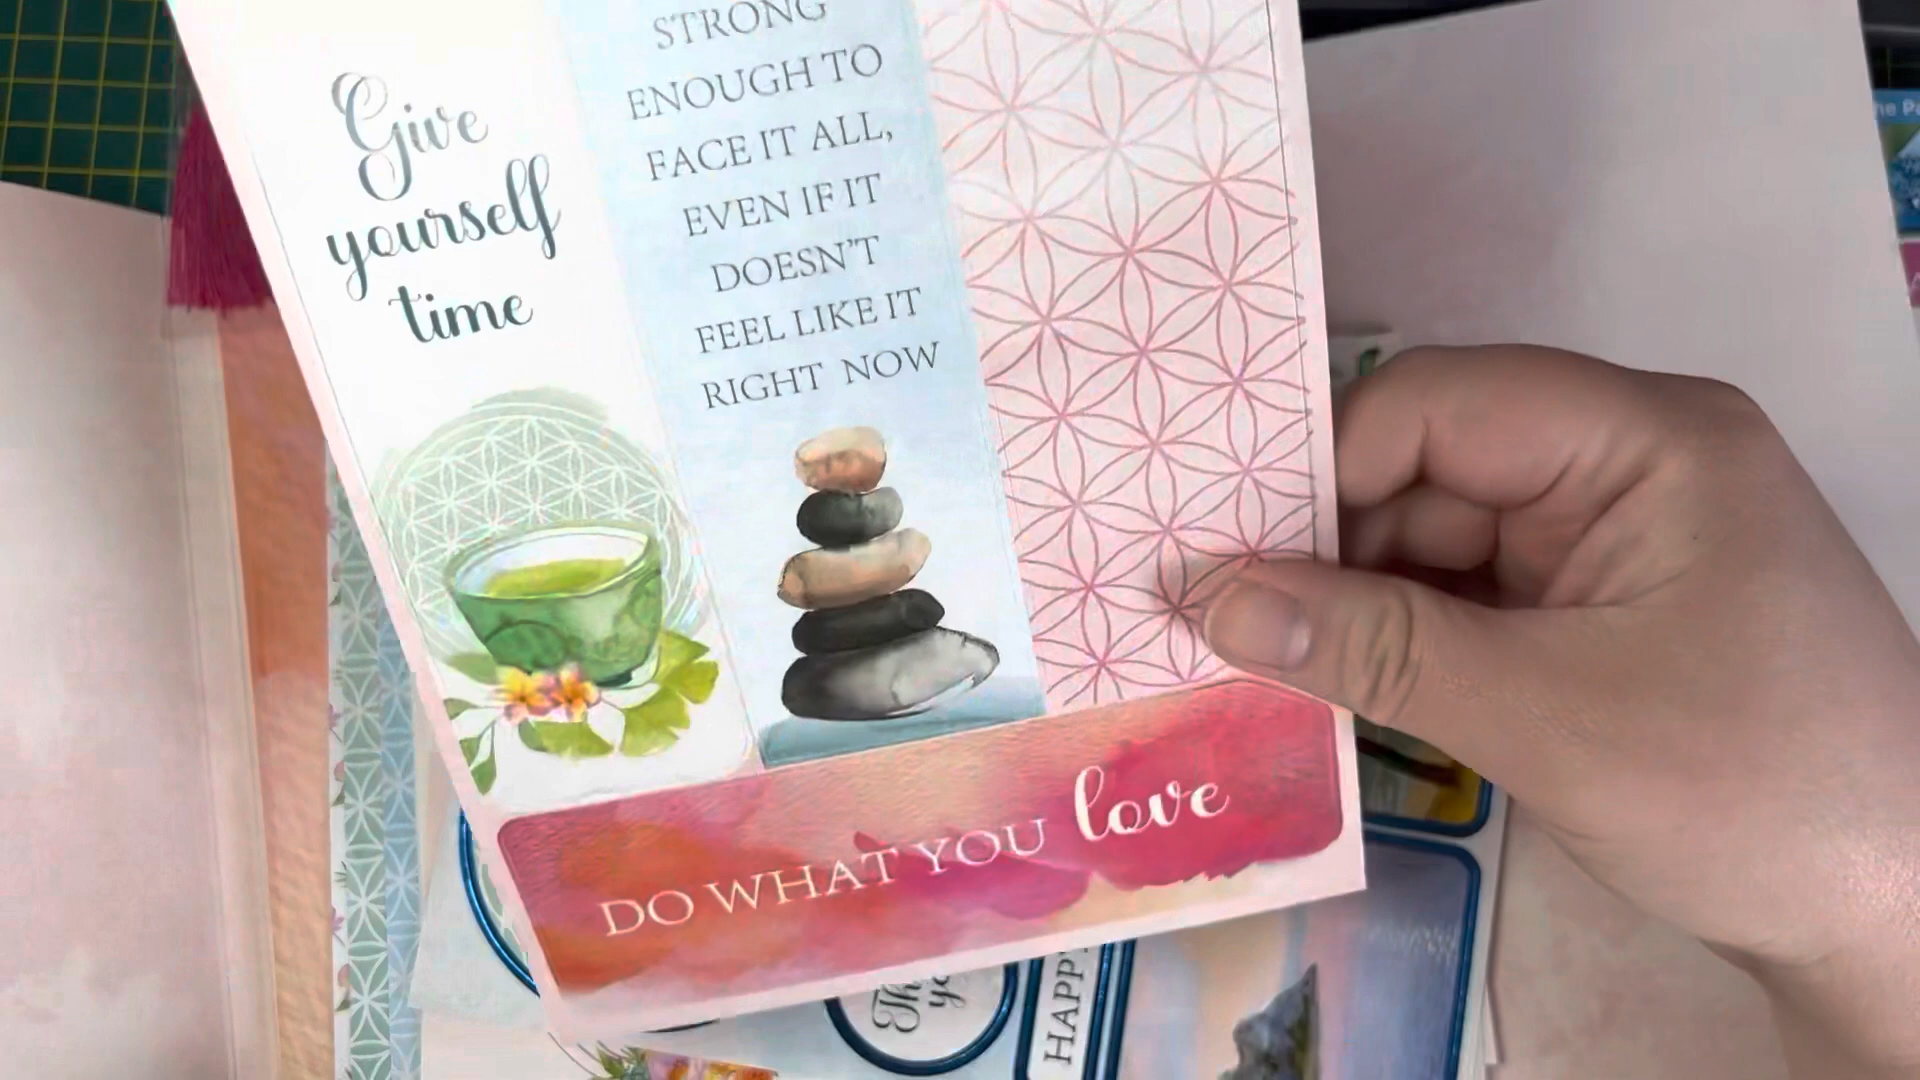 Give
yourself
time
STRONG
ENOUGH TO
FACE IT ALL,
EVEN IF IT
DOESN'T
FEEL LIKE IT
RIGHT NOW
DO WHAT YOU love
HAPPY